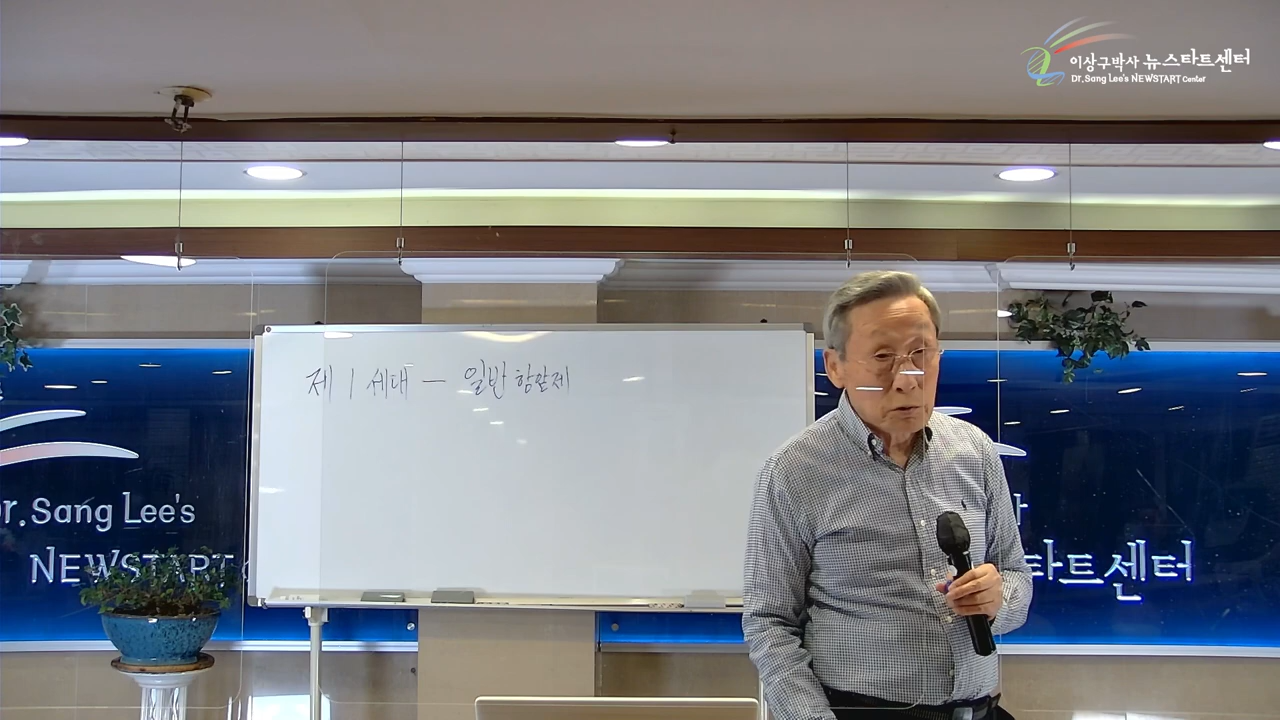 이상구박사 뉴스타트센터
Dr. Sang Lee's NEWSTART Center
제 1 세대 — 일반 항암제
Dr. Sang Lee's
NEWSTART
타트센터